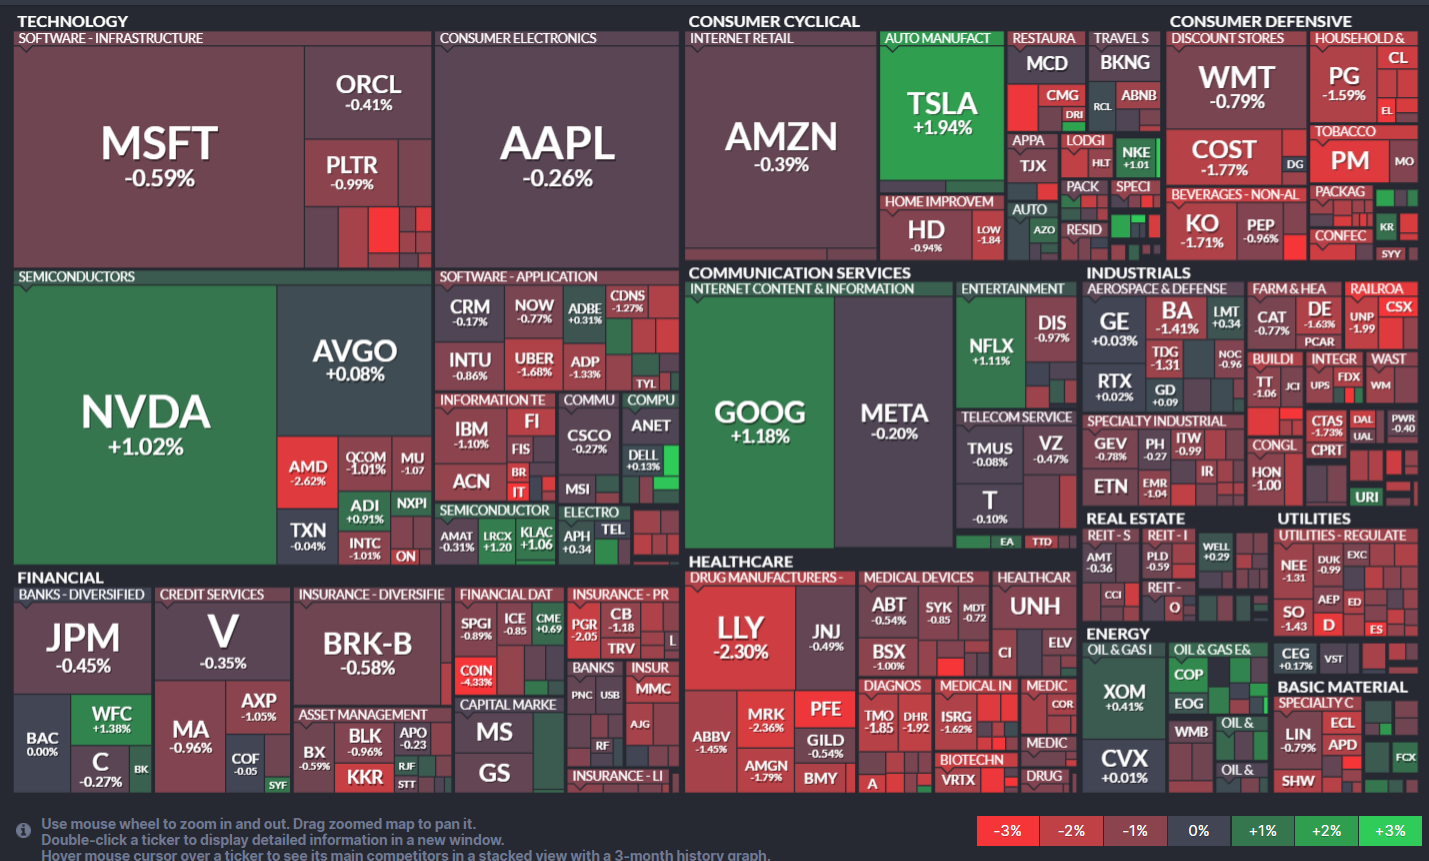 TECHNOLOGY
SOFTWARE - INFRASTRUCTURE
MSFT
-0.59%
ORCL
-0.41%
PLTR
-0.99%
CONSUMER ELECTRONICS
AAPL
-0.26%
SEMICONDUCTORS
NVDA
+1.02%
AVGO
+0.08%
AMD
-2.62%
QCOM
-1.01%
MU
-1.07
ADI
+0.91%
NXPI
TXN
-0.04%
INTC
-1.01%
ON
SOFTWARE - APPLICATION
CRM
-0.17%
NOW
-0.77%
ADBE
+0.31%
CDNS
-1.27%
INTU
-0.86%
UBER
-1.68%
ADP
-1.33%
TYL
INFORMATION TE
IBM
-1.10%
FI
FIS
BR
IT
ACN
COMMU
CSCO
-0.27%
MSI
COMPU
ANET
DELL
+0.13%
SEMICONDUCTOR
AMAT
-0.31%
LRCX
+1.20
KLAC
+1.06
ELECTRO
APH
+0.34
TEL
CONSUMER CYCLICAL
INTERNET RETAIL
AMZN
-0.39%
AUTO MANUFACT
TSLA
+1.94%
HOME IMPROVEM
HD
-0.94%
LOW
-1.84
RESTAURA
MCD
CMG
DRI
TRAVEL S
BKNG
RCL
ABNB
APPA
TJX
LODGI
HLT
NKE
+1.01
PACK
SPECI
AUTO
AZO
RESID
CONSUMER DEFENSIVE
DISCOUNT STORES
WMT
-0.79%
COST
-1.77%
DG
HOUSEHOLD &
PG
-1.59%
CL
EL
TOBACCO
PM
MO
BEVERAGES - NON-AL
KO
-1.71%
PEP
-0.96%
PACKAG
CONFEC
KR
SYY
COMMUNICATION SERVICES
INTERNET CONTENT & INFORMATION
GOOG
+1.18%
META
-0.20%
ENTERTAINMENT
NFLX
+1.11%
DIS
-0.97%
TELECOM SERVICE
TMUS
-0.08%
VZ
-0.47%
T
-0.10%
EA
TTD
INDUSTRIALS
AEROSPACE & DEFENSE
GE
+0.03%
BA
-1.41%
LMT
+0.34
RTX
+0.02%
TDG
-1.31
NOC
-0.96
GD
+0.09
FARM & HEA
CAT
-0.77%
DE
-1.63%
PCAR
RAILROA
UNP
-1.99
CSX
BUILDI
TT
-1.06
JCI
INTEGR
UPS
FDX
WAST
WM
SPECIALTY INDUSTRIAL
GEV
-0.78%
PH
-0.27
ITW
-0.99
ETN
EMR
-1.04
IR
CTAS
-1.73%
DAL
UAL
PWR
-0.40
CONGL
HON
-1.00
CPRT
URI
FINANCIAL
BANKS - DIVERSIFIED
JPM
-0.45%
BAC
0.00%
WFC
+1.38%
C
-0.27%
BK
CREDIT SERVICES
V
-0.35%
MA
-0.96%
AXP
-1.05%
COF
-0.05
SYF
INSURANCE - DIVERSIFIE
BRK-B
-0.58%
ASSET MANAGEMENT
BX
-0.59%
BLK
-0.96%
APO
-0.23
KKR
RJF
STT
FINANCIAL DAT
SPGI
-0.89%
ICE
-0.85
CME
+0.69
COIN
-4.33%
CAPITAL MARKE
MS
GS
INSURANCE - PR
PGR
-2.05
CB
-1.18
TRV
L
BANKS
PNC
USB
RF
INSUR
MMC
AJG
INSURANCE - LI
HEALTHCARE
DRUG MANUFACTURERS -
LLY
-2.30%
JNJ
-0.49%
ABBV
-1.45%
MRK
-2.36%
PFE
AMGN
-1.79%
GILD
-0.54%
BMY
MEDICAL DEVICES
ABT
-0.54%
SYK
-0.85
MDT
-0.72
BSX
-1.00%
HEALTHCAR
UNH
CI
ELV
DIAGNOS
TMO
-1.85
DHR
-1.92
A
MEDICAL IN
ISRG
-1.62%
MEDIC
COR
BIOTECHN
VRTX
MEDIC
DRUG
REAL ESTATE
REIT - S
AMT
-0.36
CCI
REIT - I
PLD
-0.59
WELL
+0.29
REIT -
O
UTILITIES
UTILITIES - REGULATE
NEE
-1.31
DUK
-0.99
EXC
SO
-1.43
AEP
ED
D
ES
CEG
+0.17%
VST
ENERGY
OIL & GAS I
XOM
+0.41%
CVX
+0.01%
OIL & GAS E&
COP
EOG
WMB
OIL &
OIL &
BASIC MATERIAL
SPECIALTY C
LIN
-0.79%
ECL
APD
SHW
FCX
Use mouse wheel to zoom in and out. Drag zoomed map to pan it.
Double-click a ticker to display detailed information in a new window.
Hover mouse cursor over a ticker to see its main competitors in a stacked view with a 3-month history graph.
-3% -2% -1% 0% +1% +2% +3%